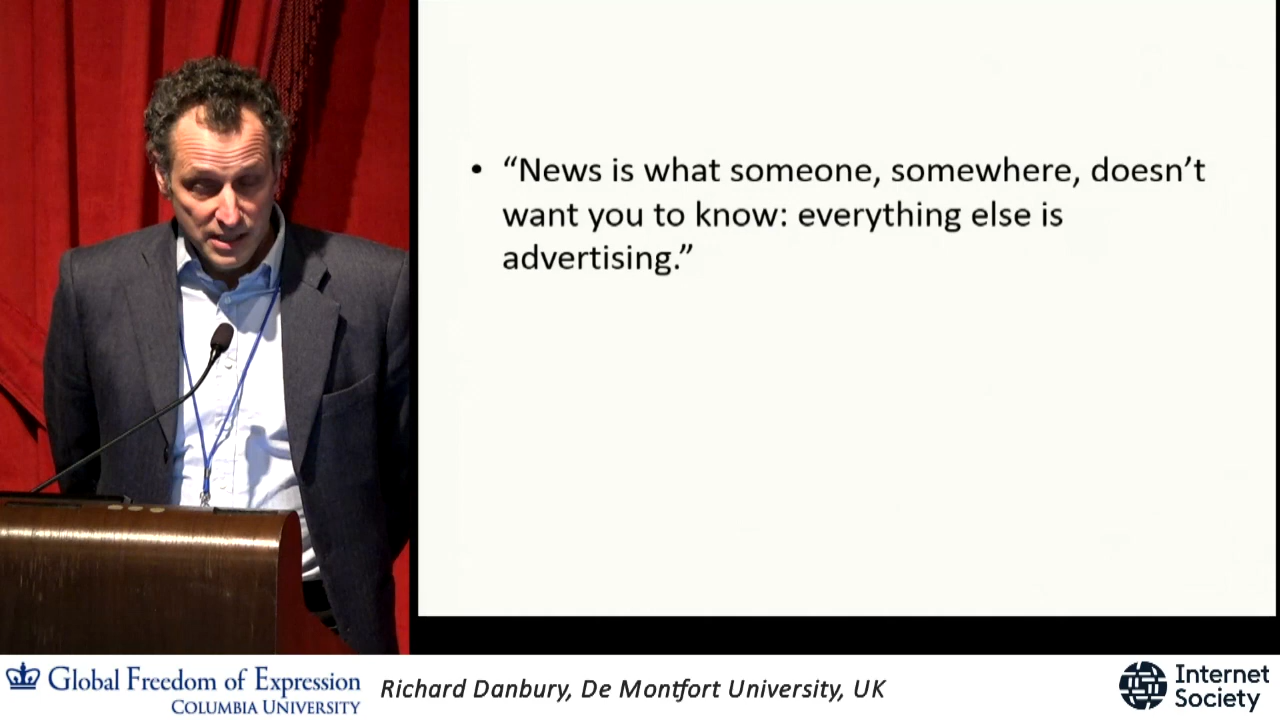 • “News is what someone, somewhere, doesn’t
want you to know: everything else is
advertising.”
Global Freedom of Expression
COLUMBIA UNIVERSITY
Richard Danbury, De Montfort University, UK
Internet
Society